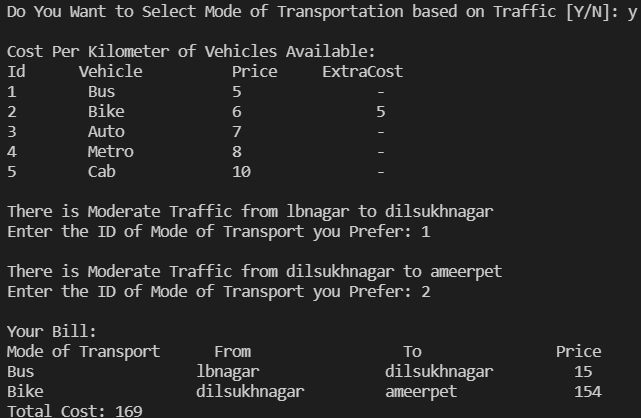 Do You Want to Select Mode of Transportation based on Traffic [Y/N]: y
Cost Per Kilometer of Vehicles Available:
Id Vehicle Price ExtraCost
1 Bus 5 -
2 Bike 6 5
3 Auto 7 -
4 Metro 8 -
5 Cab 10 -
There is Moderate Traffic from lbnagar to dilsukhnagar
Enter the ID of Mode of Transport you Prefer: 1
There is Moderate Traffic from dilsukhnagar to ameerpet
Enter the ID of Mode of Transport you Prefer: 2
Your Bill:
Mode of Transport From To Price
Bus lbnagar dilsukhnagar 15
Bike dilsukhnagar ameerpet 154
Total Cost: 169